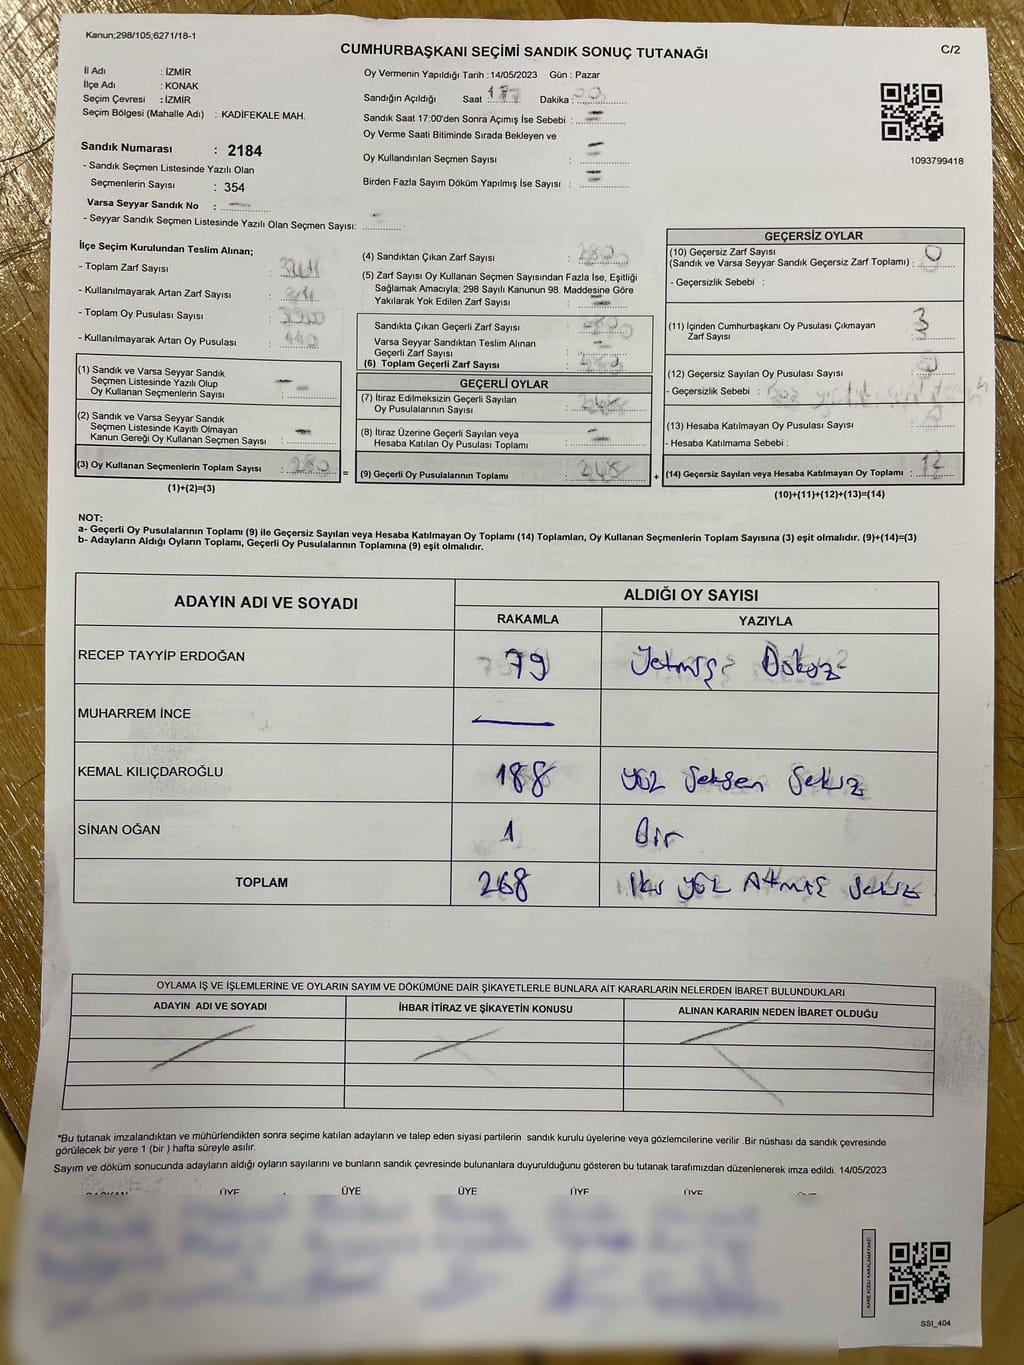 Kanun;298/105;6271/18-1
CUMHURBAŞKANI SEÇİMİ SANDIK SONUÇ TUTANAĞI
C/2
İl Adı : İZMİR
İlçe Adı : KONAK
Seçim Çevresi : İZMİR
Seçim Bölgesi (Mahalle Adı) : KADİFEKALE MAH.
Sandık Numarası : 2184
- Sandık Seçmen Listesinde Yazılı Olan
Seçmenlerin Sayısı : 354
Varsa Seyyar Sandık No :
- Seyyar Sandık Seçmen Listesinde Yazılı Olan Seçmen Sayısı:
Oy Vermenin Yapıldığı Tarih : 14/05/2023 Gün : Pazar
Sandığın Açıldığı Saat 17 Dakika :
Sandık Saat 17:00'den Sonra Açımış İse Sebebi :
Oy Verme Saati Bitiminde Sırada Bekleyen ve
Oy Kullandırılan Seçmen Sayısı :
Birden Fazla Sayım Döküm Yapılmış İse Sayısı :
1093799418
İlçe Seçim Kurulundan Teslim Alınan;
- Toplam Zarf Sayısı :
- Kullanılmayarak Artan Zarf Sayısı :
- Toplam Oy Pusulası Sayısı :
- Kullanılmayarak Artan Oy Pusulası :
(1) Sandık ve Varsa Seyyar Sandık
Seçmen Listesinde Yazılı Olup
Oy Kullanan Seçmenlerin Sayısı :
(2) Sandık ve Varsa Seyyar Sandık
Seçmen Listesinde Kayıtlı Olmayan
Kanun Gereği Oy Kullanan Seçmen Sayısı :
(3) Oy Kullanan Seçmenlerin Toplam Sayısı : 280
(1)+(2)=(3)
(4) Sandıktan Çıkan Zarf Sayısı : 280
(5) Zarf Sayısı Oy Kullanan Seçmen Sayısından Fazla İse, Eşitliği
Sağlamak Amacıyla; 298 Sayılı Kanunun 98. Maddesine Göre
Yakılarak Yok Edilen Zarf Sayısı :
Sandıkta Çıkan Geçerli Zarf Sayısı : 280
Varsa Seyyar Sandıktan Teslim Alınan
Geçerli Zarf Sayısı :
(6) Toplam Geçerli Zarf Sayısı : 280
GEÇERLİ OYLAR
(7) İtiraz Edilmeksizin Geçerli Sayılan
Oy Pusulalarının Sayısı : 268
(8) İtiraz Üzerine Geçerli Sayılan veya
Hesaba Katılan Oy Pusulası Toplamı :
= (9) Geçerli Oy Pusulalarının Toplamı : 268
GEÇERSİZ OYLAR
(10) Geçersiz Zarf Sayısı
(Sandık ve Varsa Seyyar Sandık Geçersiz Zarf Toplamı) : 0
- Geçersizlik Sebebi :
(11) İçinden Cumhurbaşkanı Oy Pusulası Çıkmayan
Zarf Sayısı : 3
(12) Geçersiz Sayılan Oy Pusulası Sayısı :
- Geçersizlik Sebebi :
(13) Hesaba Katılmayan Oy Pusulası Sayısı :
- Hesaba Katılmama Sebebi :
+ (14) Geçersiz Sayılan veya Hesaba Katılmayan Oy Toplamı : 12
(10)+(11)+(12)+(13)=(14)
NOT:
a- Geçerli Oy Pusulalarının Toplamı (9) ile Geçersiz Sayılan veya Hesaba Katılmayan Oy Toplamı (14) Toplamları, Oy Kullanan Seçmenlerin Toplam Sayısına (3) eşit olmalıdır. (9)+(14)=(3)
b- Adayların Aldığı Oyların Toplamı, Geçerli Oy Pusulalarının Toplamına (9) eşit olmalıdır.
ADAYIN ADI VE SOYADI ALDIĞI OY SAYISI
RAKAMLA YAZIYLA
RECEP TAYYİP ERDOĞAN 79 Yetmiş Dokuz
MUHARREM İNCE
KEMAL KILIÇDAROĞLU 188 Yüz Seksen Sekiz
SİNAN OĞAN 1 Bir
TOPLAM 268 İki Yüz Atmış Sekiz
OYLAMA İŞ VE İŞLEMLERİNE VE OYLARIN SAYIM VE DÖKÜMÜNE DAİR ŞİKAYETLERLE BUNLARA AİT KARARLARIN NELERDEN İBARET BULUNDUKLARI
ADAYIN ADI VE SOYADI İHBAR İTİRAZ VE ŞİKAYETİN KONUSU ALINAN KARARIN NEDEN İBARET OLDUĞU
*Bu tutanak imzalandıktan ve mühürlendikten sonra seçime katılan adayların ve talep eden siyasi partilerin sandık kurulu üyelerine veya gözlemcilerine verilir .Bir nüshası da sandık çevresinde
görülecek bir yere 1 (bir ) hafta süreyle asılır.
Sayım ve döküm sonucunda adayların aldığı oyların sayılarını ve bunların sandık çevresinde bulunanlara duyurulduğunu gösteren bu tutanak tarafımızdan düzenlenerek imza edildi. 14/05/2023
BAŞKAN ÜYE ÜYE ÜYE ÜYE ÜYE
KARE KODU KARALAMAYINIZ!
SSI_404